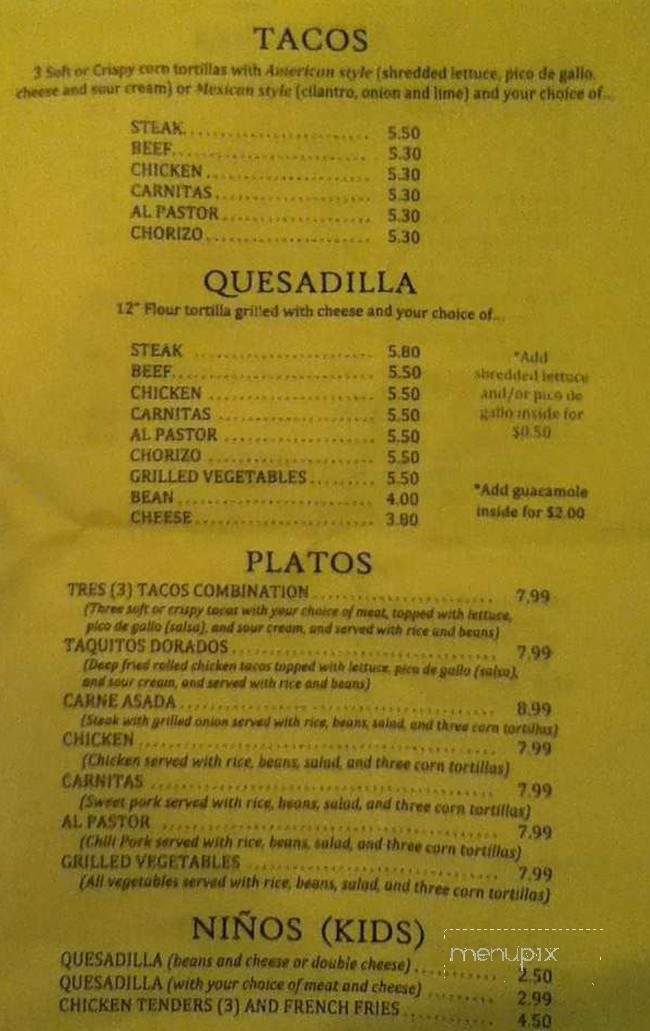 TACOS
3 Soft or Crispy corn tortillas with American style (shredded lettuce, pico de gallo,
cheese and sour cream) or Mexican style (cilantro, onion and lime) and your choice of...
STEAK 5.50
BEEF 5.30
CHICKEN 5.30
CARNITAS 5.30
AL PASTOR 5.30
CHORIZO 5.30
QUESADILLA
12" Flour tortilla grilled with cheese and your choice of...
STEAK 5.80
BEEF 5.50
CHICKEN 5.50
CARNITAS 5.50
AL PASTOR 5.50
CHORIZO 5.50
GRILLED VEGETABLES 5.50
BEAN 4.00
CHEESE 3.80
*Add
shredded lettuce
and/or pico de
gallo inside for
$0.50
*Add guacamole
inside for $2.00
PLATOS
TRES (3) TACOS COMBINATION 7.99
(Three soft or crispy tacos with your choice of meat, topped with lettuce,
pico de gallo (salsa), and sour cream, and served with rice and beans)
TAQUITOS DORADOS 7.99
(Deep fried rolled chicken tacos topped with lettuce, pico de gallo (salsa),
and sour cream, and served with rice and beans)
CARNE ASADA 8.99
(Steak with grilled onion served with rice, beans, salad, and three corn tortillas)
CHICKEN 7.99
(Chicken served with rice, beans, salad, and three corn tortillas)
CARNITAS 7.99
(Sweet pork served with rice, beans, salad, and three corn tortillas)
AL PASTOR 7.99
(Chili Pork served with rice, beans, salad, and three corn tortillas)
GRILLED VEGETABLES 7.99
(All vegetables served with rice, beans, salad, and three corn tortillas)
NIÑOS (KIDS)
QUESADILLA (beans and cheese or double cheese) 2.50
QUESADILLA (with your choice of meat and cheese) 2.99
CHICKEN TENDERS (3) AND FRENCH FRIES 4.50
menupix